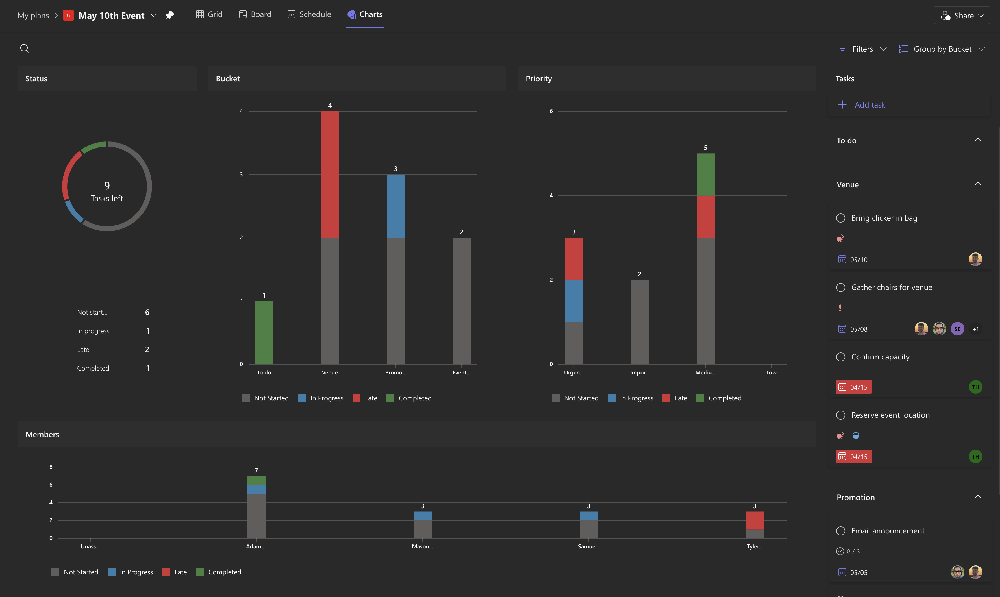 My plans
TE
May 10th Event
Grid
Board
Schedule
Charts
Share
Filters
Group by Bucket
Status
9
Tasks left
Not start... 6
In progress 1
Late 2
Completed 1
Bucket
4
3
2
1
0
1
4
3
2
To do
Venue
Promo...
Event...
Not Started
In Progress
Late
Completed
Priority
6
4
2
0
3
2
5
Urgen...
Impor...
Mediu...
Low
Not Started
In Progress
Late
Completed
Members
8
6
4
2
0
7
3
3
3
Unass...
Adam ...
Masou...
Samue...
Tyler...
Not Started
In Progress
Late
Completed
Tasks
Add task
To do
Venue
Bring clicker in bag
05/10
Gather chairs for venue
05/08
SE
+1
Confirm capacity
04/15
TH
Reserve event location
04/15
TH
Promotion
Email announcement
0 / 3
05/05